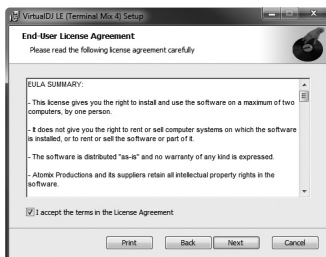 VirtualDJ LE (Terminal Mix 4) Setup
End-User License Agreement
Please read the following license agreement carefully
EULA SUMMARY:
- This license gives you the right to install and use the software on a maximum of two
computers, by one person.
- It does not give you the right to rent or sell computer systems on which the software
is installed, or to rent or sell the software or part of it.
- The software is distributed "as-is" and no warranty of any kind is expressed.
- Atomix Productions and its suppliers retain all intellectual property rights in the
software.
I accept the terms in the License Agreement
Print Back Next Cancel